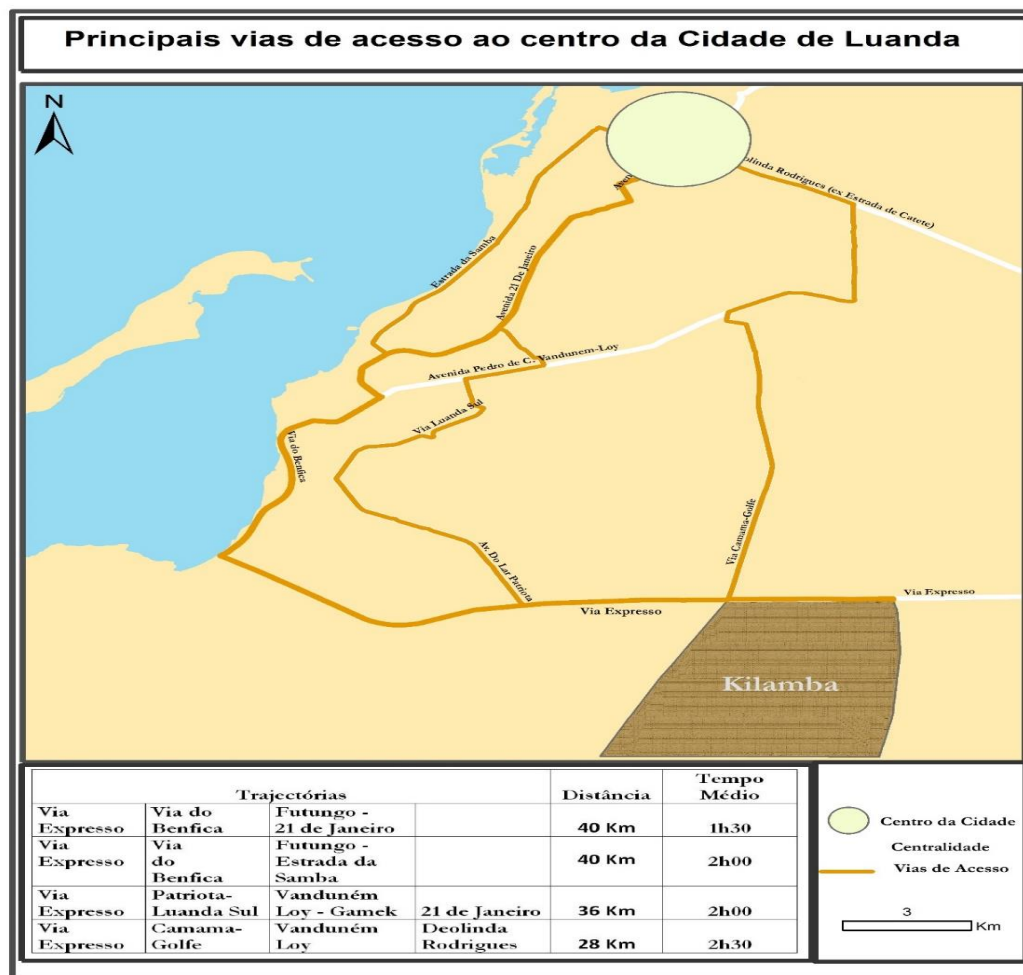 Principais vias de acesso ao centro da Cidade de Luanda
N
olinda Rodrigues (ex Estrada de Catete)
Aven
Estrada da Samba
Avenida 21 De Janeiro
Avenida Pedro de C. Vandunem-Loy
Via Luanda Sul
Via do Benfica
Via Camama-Golfe
Av. Do Lar Patriota
Via Expresso
Via Expresso
Kilamba
Trajectórias Distância Tempo Médio
Via Expresso Via do Benfica Futungo - 21 de Janeiro 40 Km 1h30
Via Expresso Via do Benfica Futungo - Estrada da Samba 40 Km 2h00
Via Expresso Patriota-Luanda Sul Vanduném Loy - Gamek 21 de Janeiro 36 Km 2h00
Via Expresso Camama-Golfe Vanduném Loy Deolinda Rodrigues 28 Km 2h30
Centro da Cidade
Centralidade
Vias de Acesso
3
Km